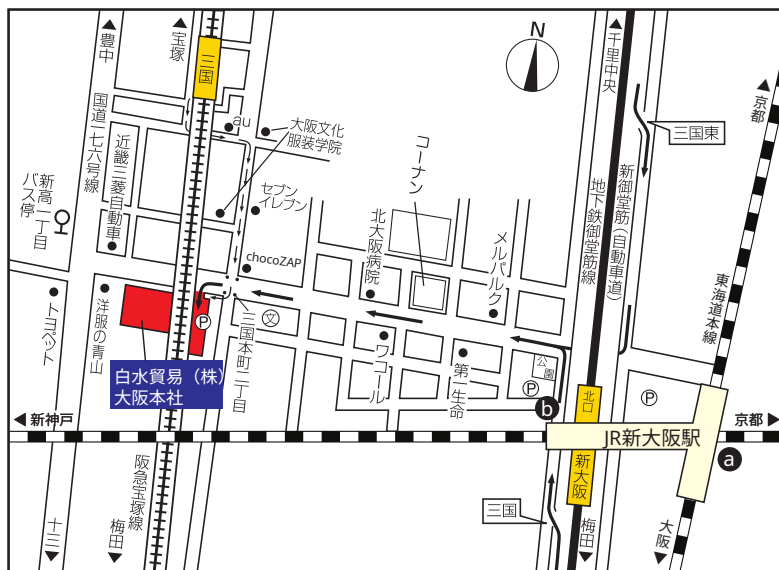 豊中
宝塚
三国
N
千里中央
京都
国道一七六号線
近畿三菱自動車
au
大阪文化
服装学院
三国東
コーナン
新高一丁目
バス停
セブン
イレブン
北大阪病院
メルパルク
地下鉄御堂筋線
新御堂筋（自動車道）
chocoZAP
東海道本線
トヨペット
洋服の青山
P
三国本町二丁目
文
ワコール
第一生命
公園
P
P
白水貿易（株）
大阪本社
北口
b
新神戸
京都
JR新大阪駅
a
新大阪
阪急宝塚線
三国
十三
梅田
梅田
大阪